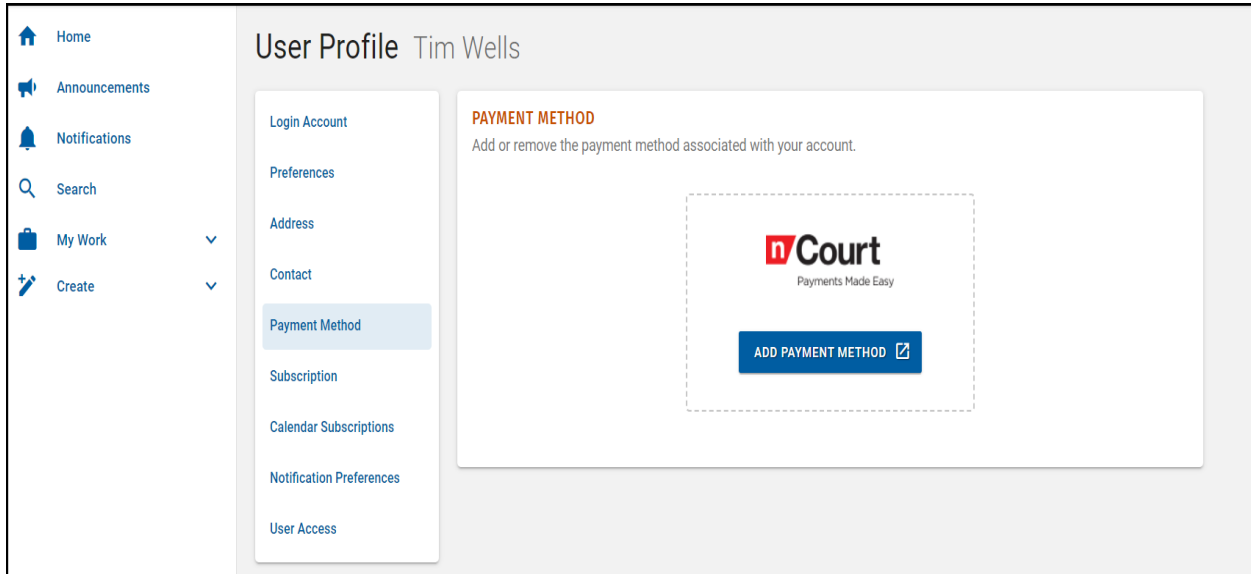 Home
Announcements
Notifications
Search
My Work
Create
User Profile Tim Wells
Login Account
Preferences
Address
Contact
Payment Method
Subscription
Calendar Subscriptions
Notification Preferences
User Access
PAYMENT METHOD
Add or remove the payment method associated with your account.
nCourt
Payments Made Easy
ADD PAYMENT METHOD